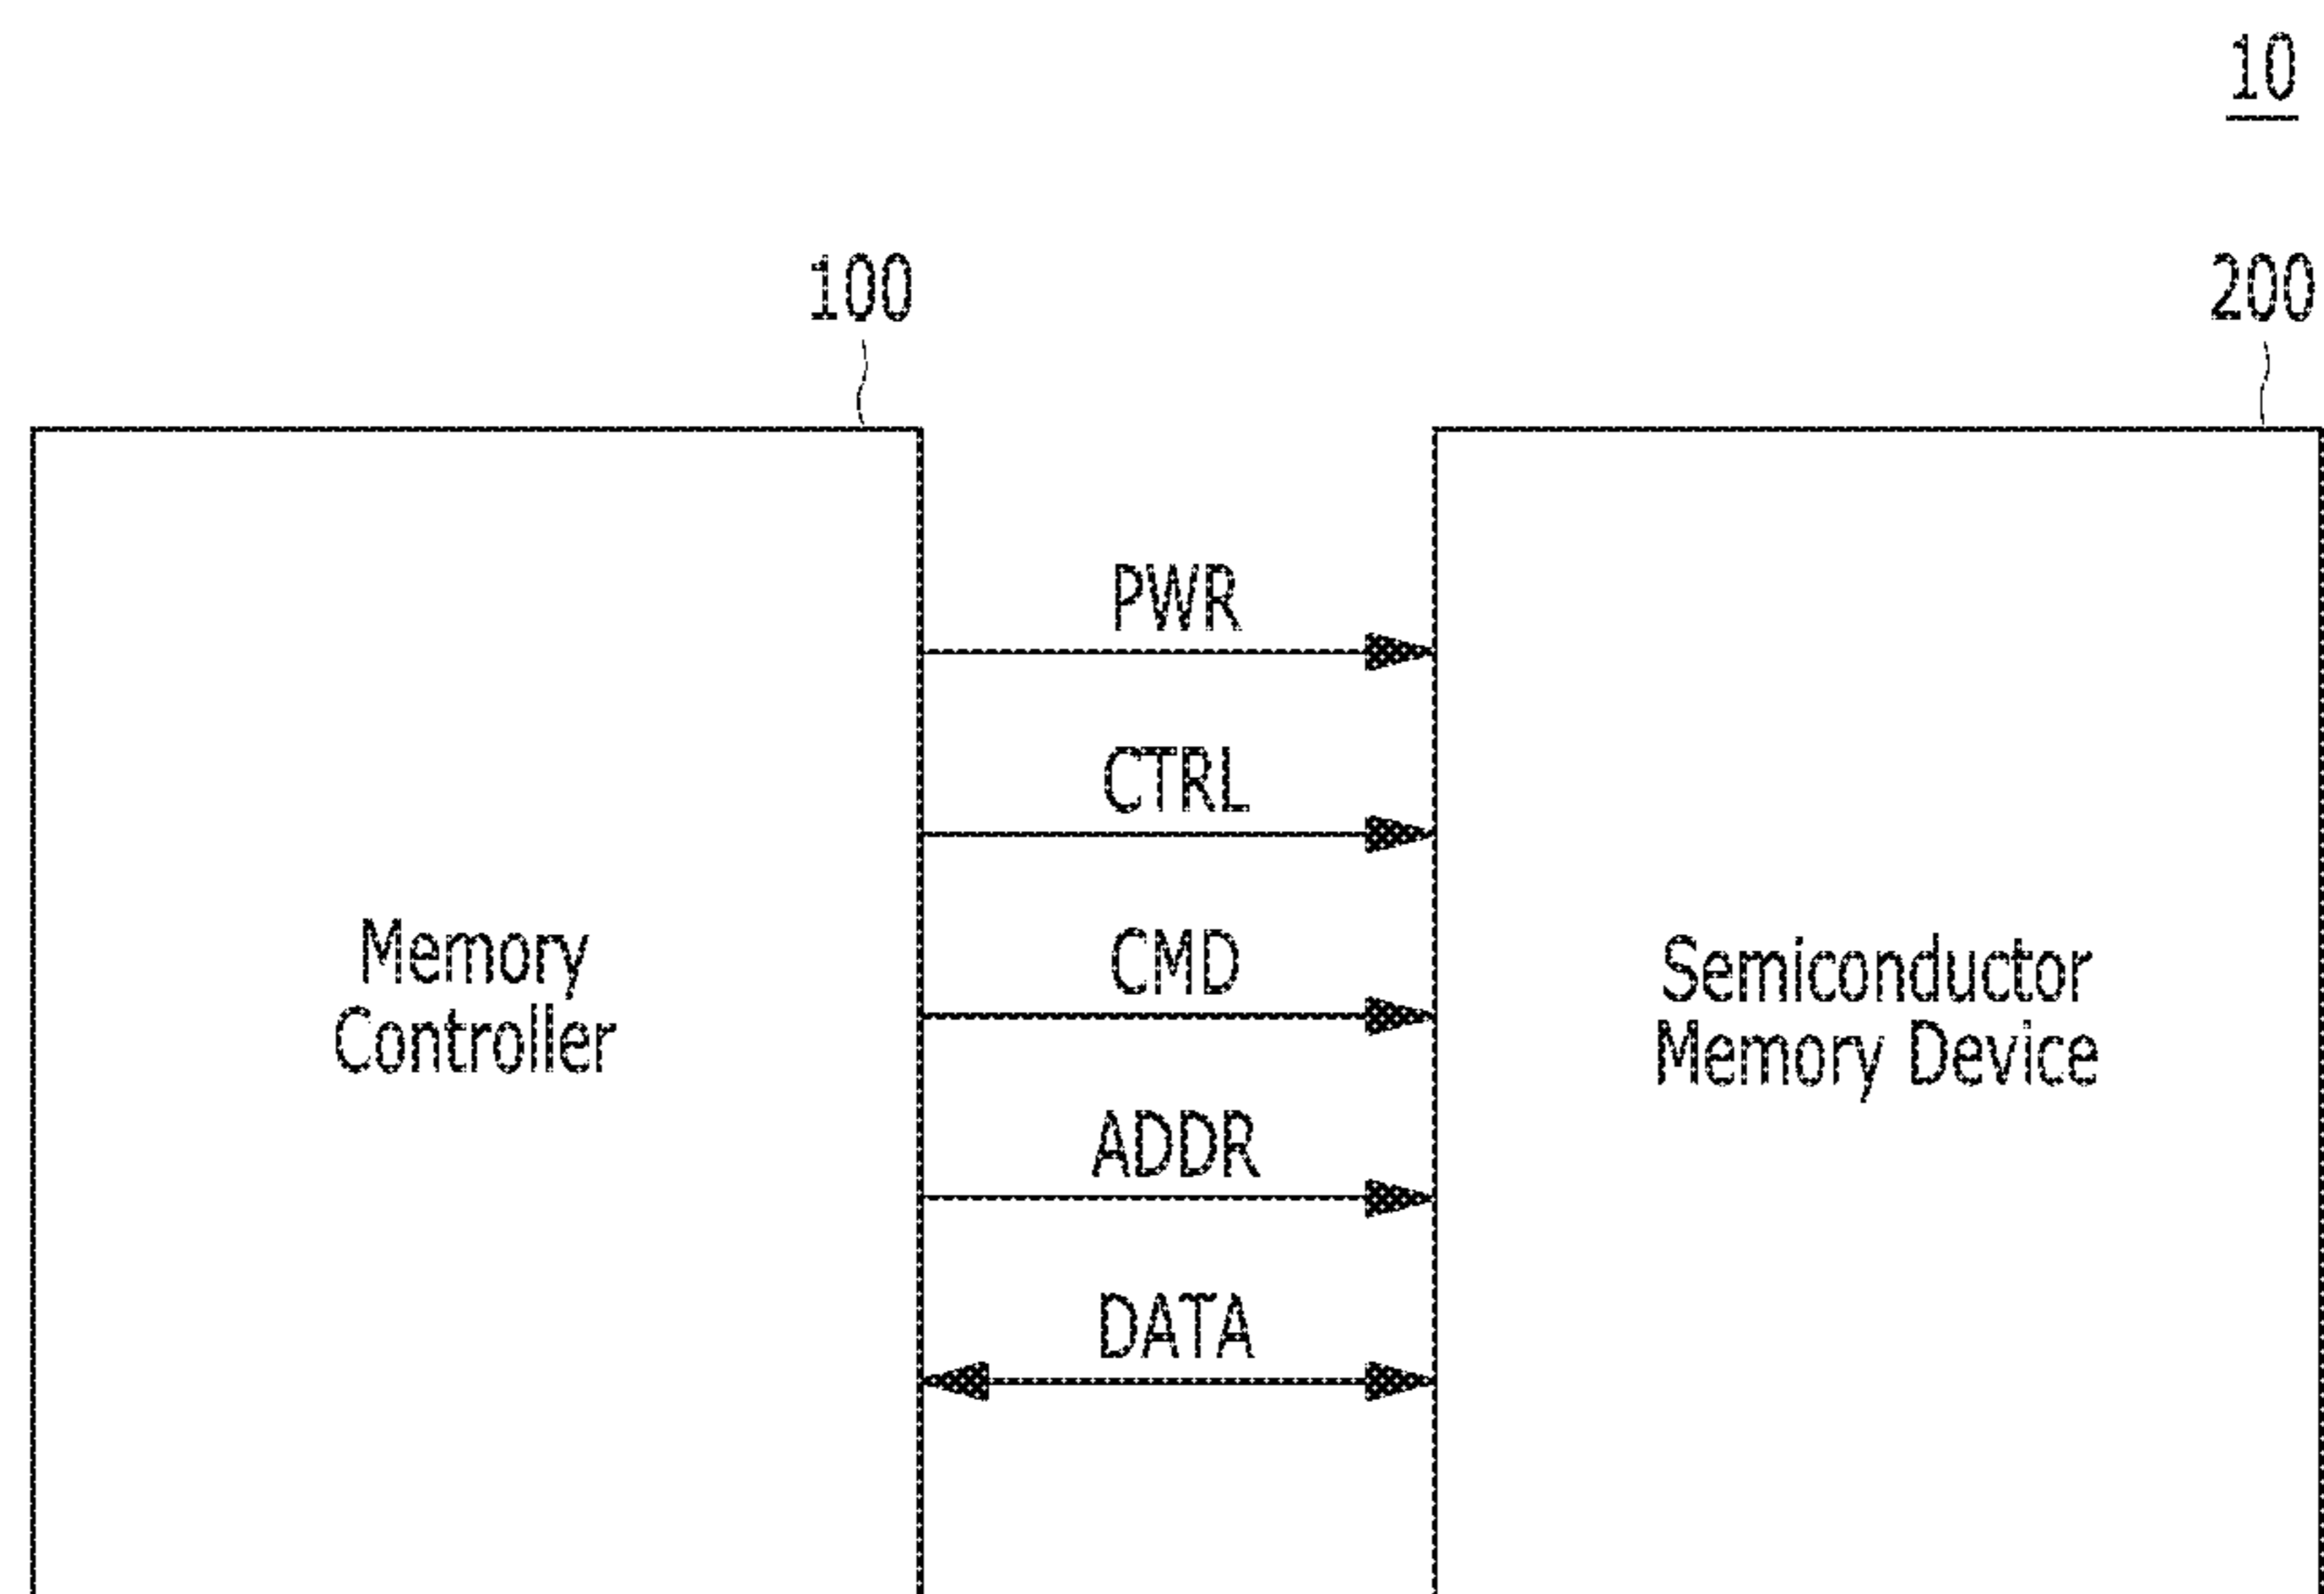 10
100
200
PWR
CTRL
CMD
ADDR
DATA
Memory
Controller
Semiconductor
Memory Device